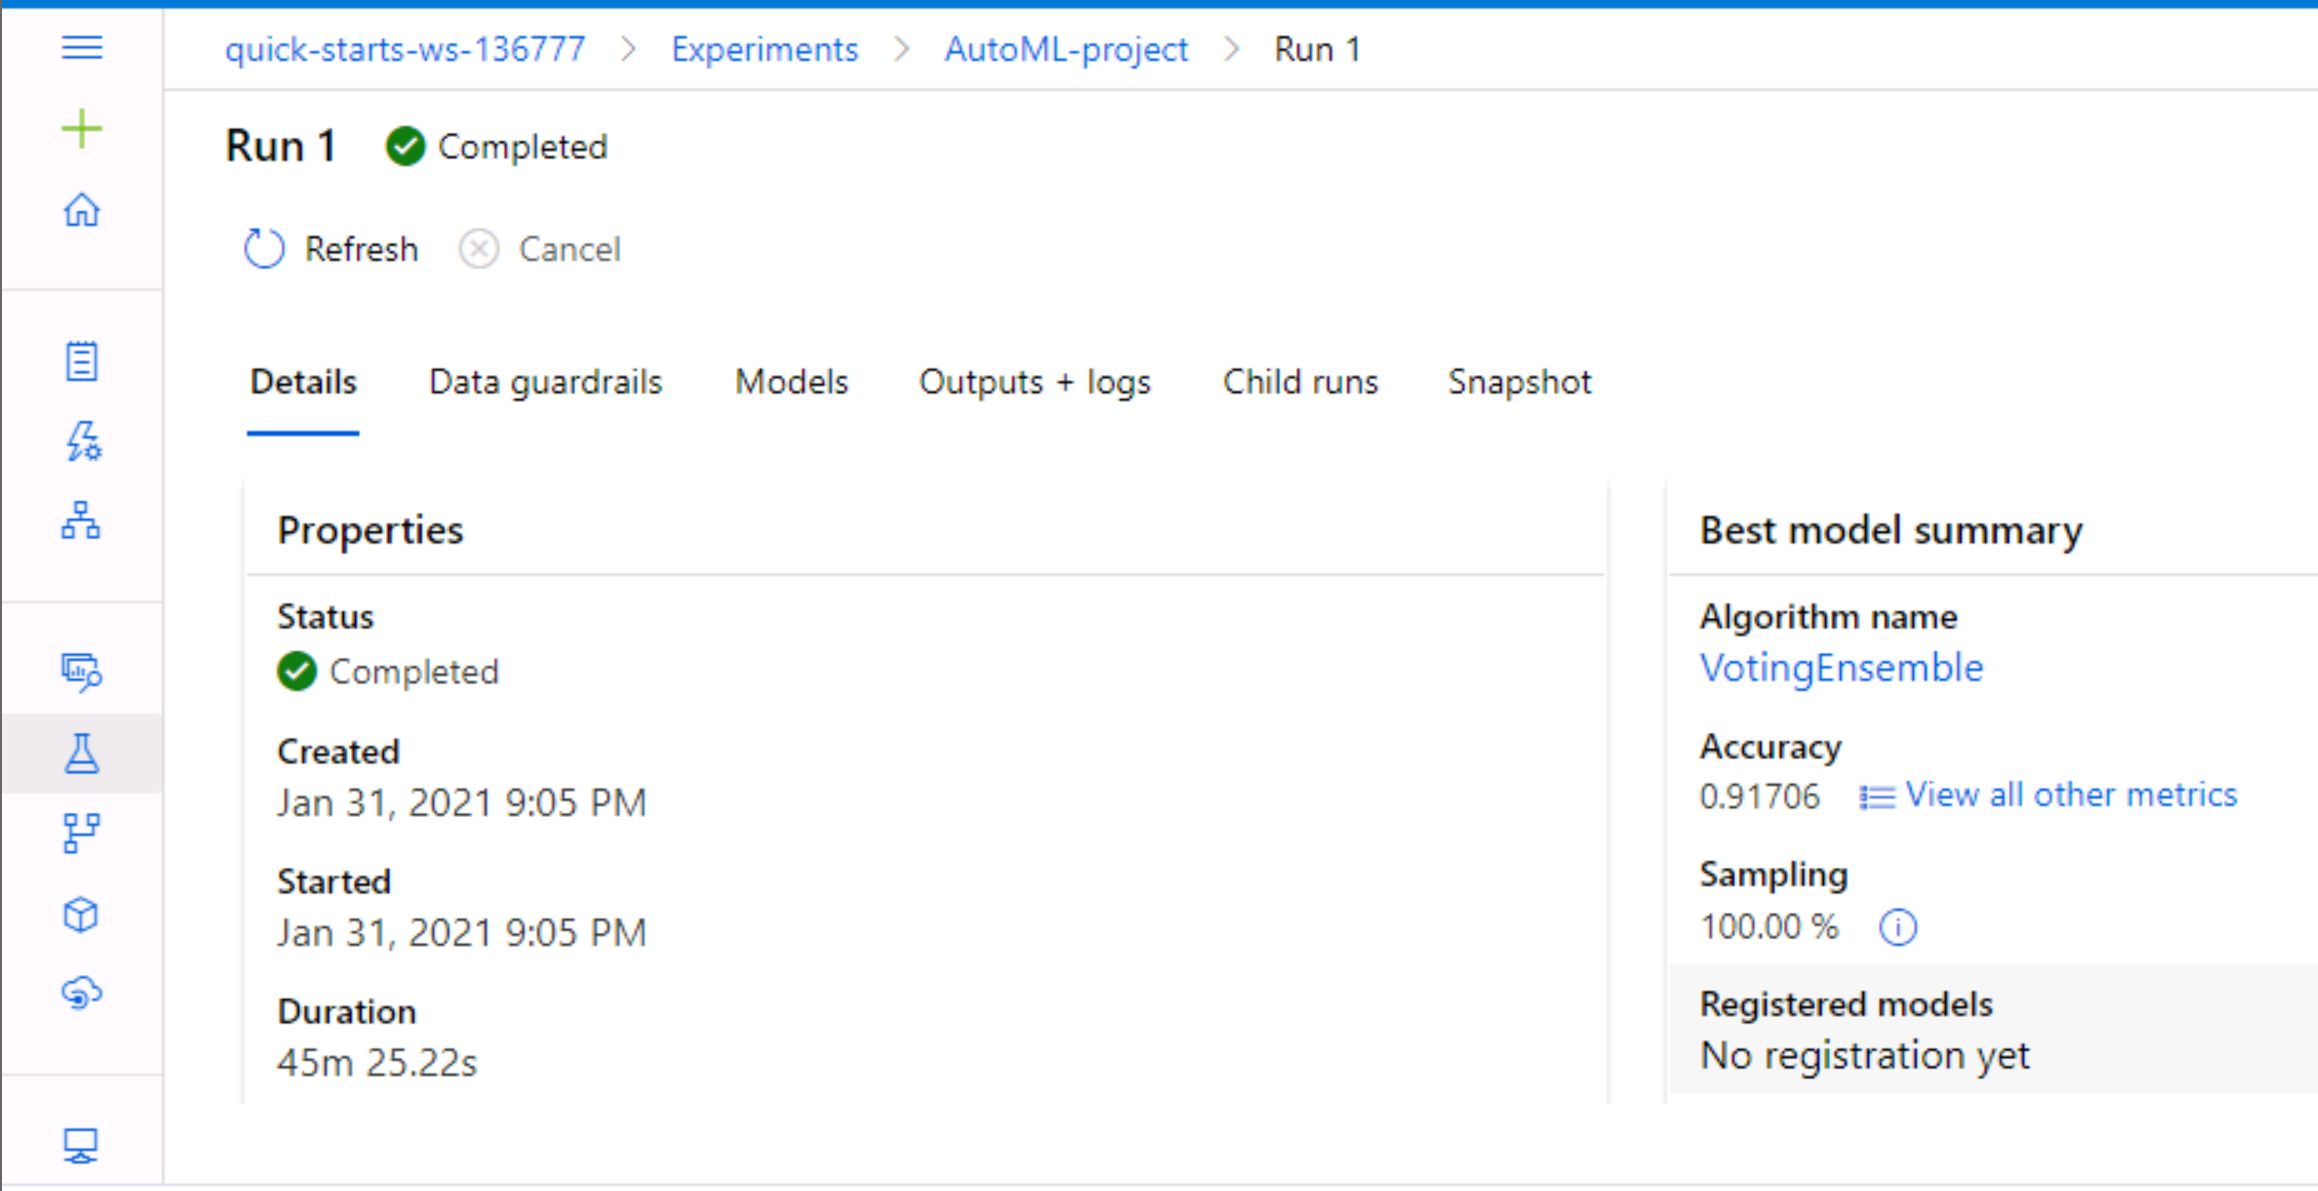 quick-starts-ws-136777 > Experiments > AutoML-project > Run 1
Run 1 Completed
Refresh Cancel
Details Data guardrails Models Outputs + logs Child runs Snapshot
Properties
Status
Completed
Created
Jan 31, 2021 9:05 PM
Started
Jan 31, 2021 9:05 PM
Duration
45m 25.22s
Best model summary
Algorithm name
VotingEnsemble
Accuracy
0.91706 View all other metrics
Sampling
100.00 %
Registered models
No registration yet